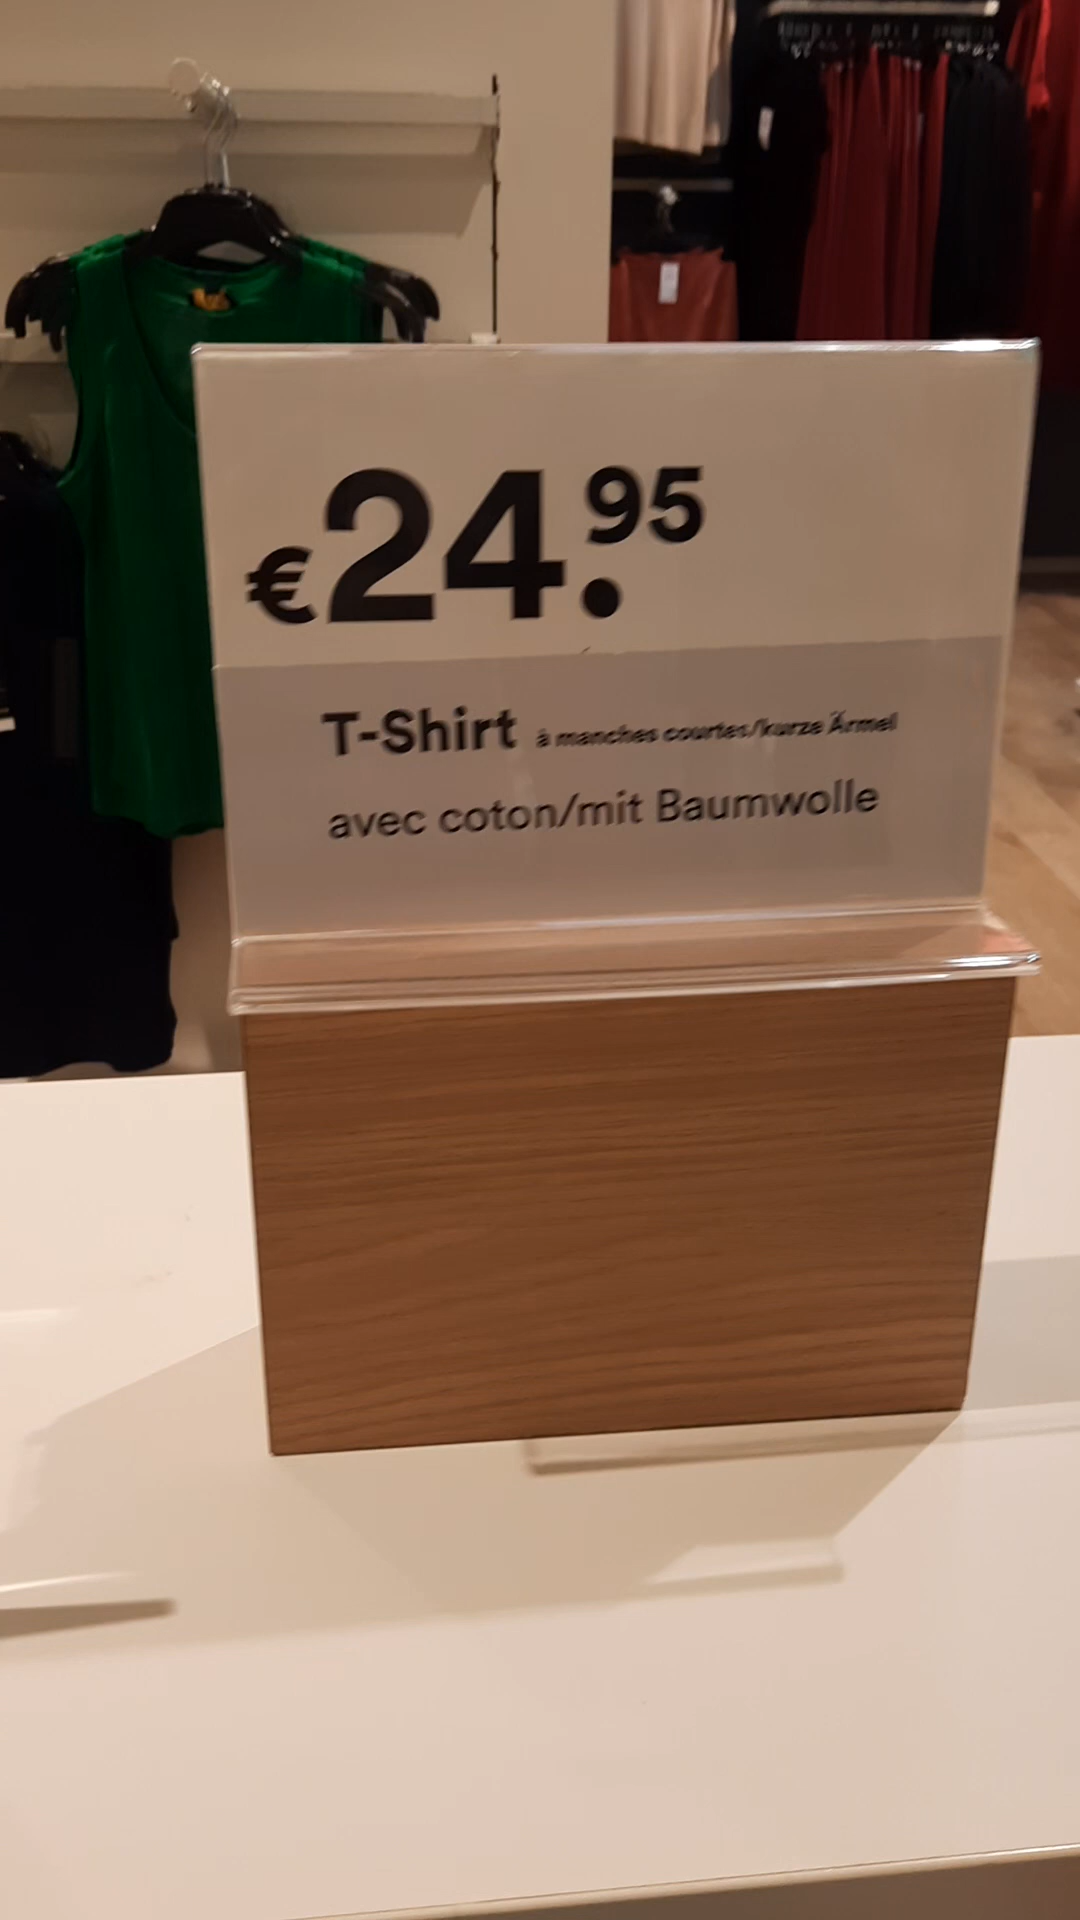 €24.95
T-Shirt à manches courtes/kurze Ärmel
avec coton/mit Baumwolle